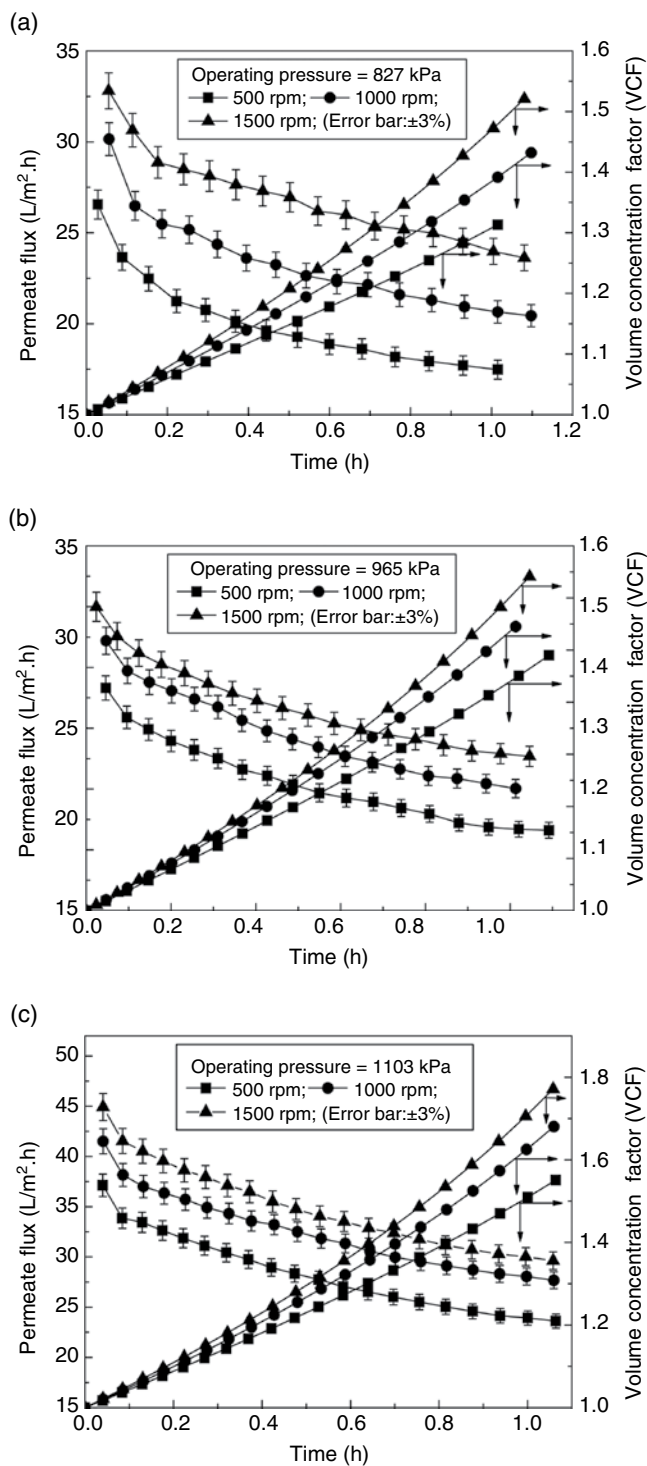 (a)
35
30
25
20
15
Permeate flux (L/m².h)
Operating pressure = 827 kPa
500 rpm; 1000 rpm;
1500 rpm; (Error bar:±3%)
1.6
1.5
1.4
1.3
1.2
1.1
1.0
Volume concentration factor (VCF)
0.0 0.2 0.4 0.6 0.8 1.0 1.2
Time (h)
(b)
35
30
25
20
15
Permeate flux (L/m².h)
Operating pressure = 965 kPa
500 rpm; 1000 rpm;
1500 rpm; (Error bar:±3%)
1.6
1.5
1.4
1.3
1.2
1.1
1.0
Volume concentration factor (VCF)
0.0 0.2 0.4 0.6 0.8 1.0
Time (h)
(c)
50
45
40
35
30
25
20
15
Permeate flux (L/m².h)
Operating pressure = 1103 kPa
500 rpm; 1000 rpm;
1500 rpm; (Error bar:±3%)
1.8
1.6
1.4
1.2
1.0
Volume concentration factor (VCF)
0.0 0.2 0.4 0.6 0.8 1.0
Time (h)